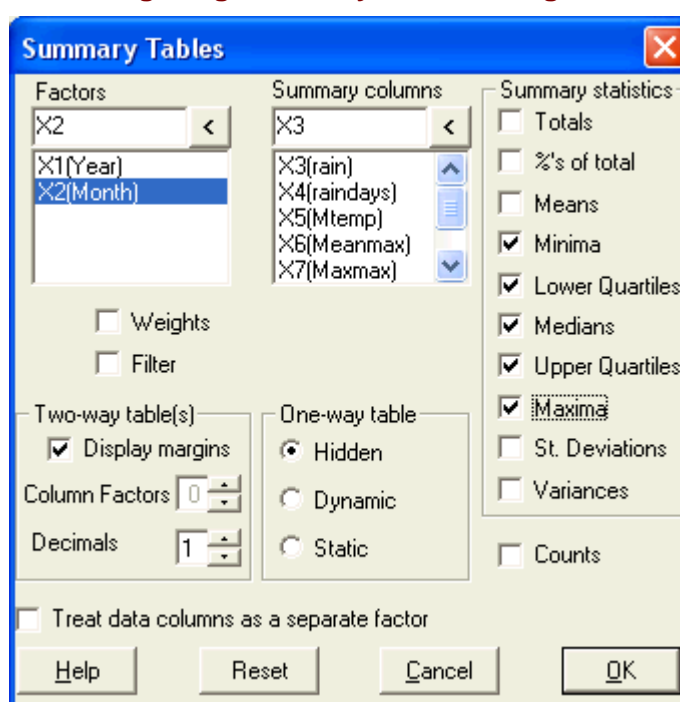 Summary Tables
Factors
X2
<
X1(Year)
X2(Month)
Summary columns
X3
<
X3(rain)
X4(raindays)
X5(Mtemp)
X6(Meanmax)
X7(Maxmax)
Summary statistics
Totals
%'s of total
Means
Minima
Lower Quartiles
Medians
Upper Quartiles
Maxima
St. Deviations
Variances
Weights
Filter
Two-way table(s)
Display margins
Column Factors 0
Decimals 1
One-way table
Hidden
Dynamic
Static
Counts
Treat data columns as a separate factor
Help Reset Cancel OK